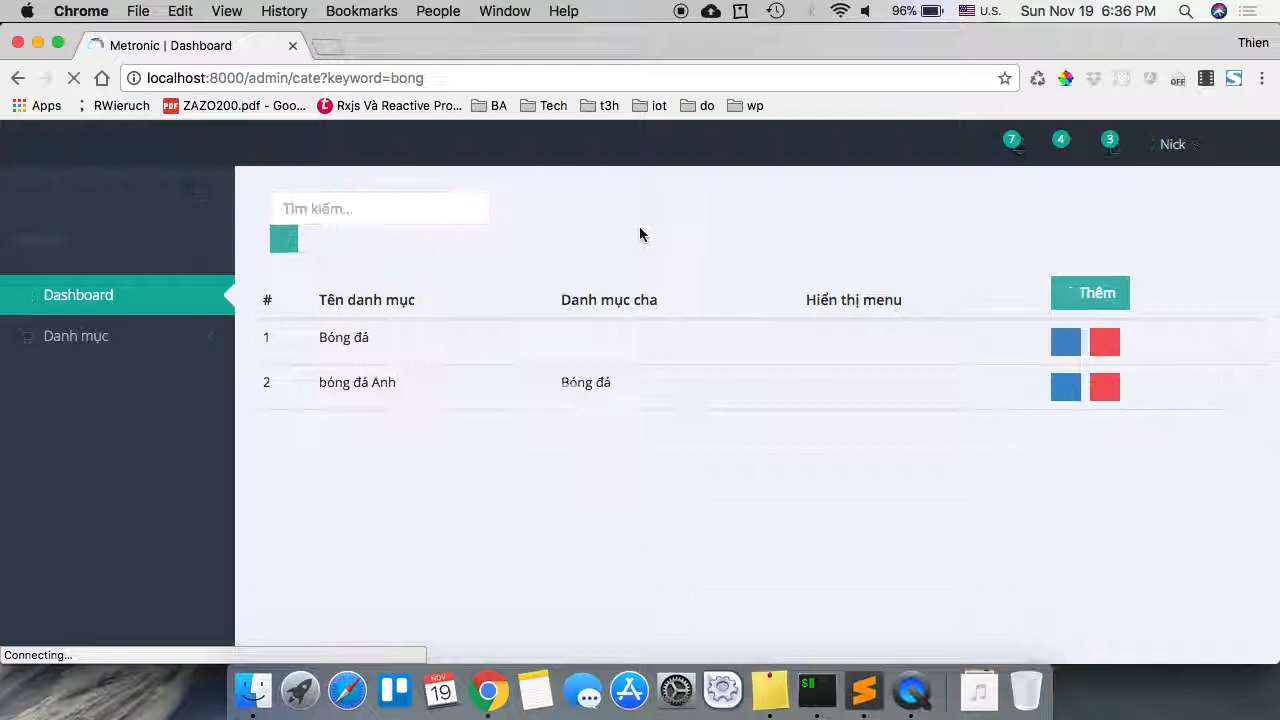 Chrome File Edit View History Bookmarks People Window Help 96% U.S. Sun Nov 19 6:36 PM
Metronic | Dashboard Thien
localhost:8000/admin/cate?keyword=bong
Apps RWieruch PDF ZAZO200.pdf - Goo... Rxjs Và Reactive Pro... BA Tech t3h iot do wp OFF
7 4 3 Nick
Tìm kiếm...
Dashboard
Danh mục
# Tên danh mục Danh mục cha Hiển thị menu Thêm
1 Bóng đá
2 bóng đá Anh Bóng đá
Connecting...
NOV
19